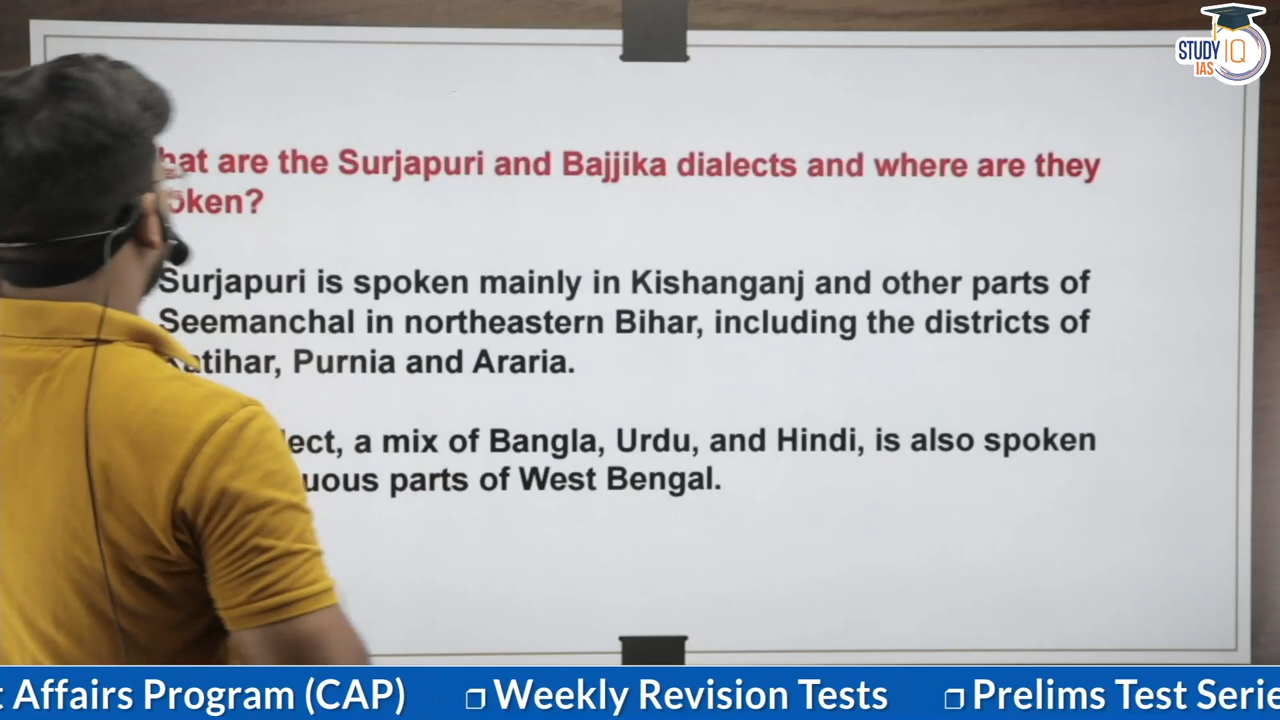 STUDY IQ
IAS
hat are the Surjapuri and Bajjika dialects and where are they
oken?
Surjapuri is spoken mainly in Kishanganj and other parts of
Seemanchal in northeastern Bihar, including the districts of
atihar, Purnia and Araria.
lect, a mix of Bangla, Urdu, and Hindi, is also spoken
uous parts of West Bengal.
t Affairs Program (CAP) ❐ Weekly Revision Tests ❐ Prelims Test Serie